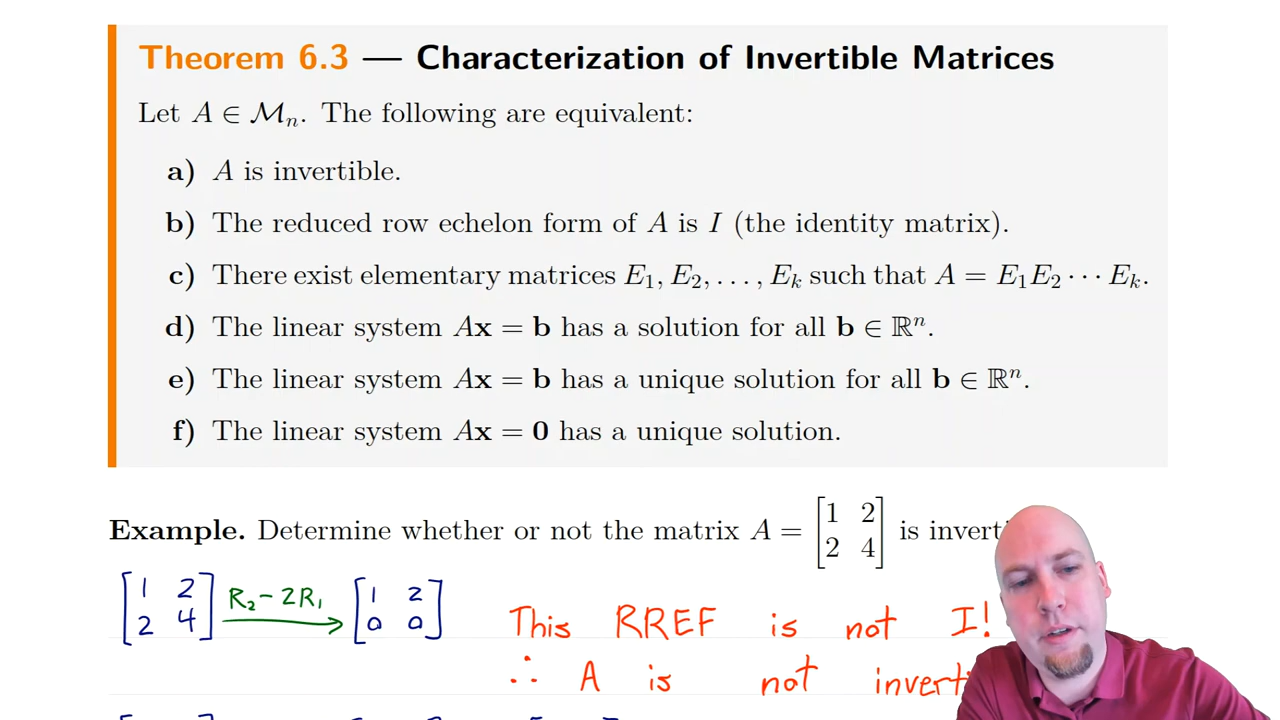 Theorem 6.3 — Characterization of Invertible Matrices
Let A ∈ ℳₙ. The following are equivalent:
a) A is invertible.
b) The reduced row echelon form of A is I (the identity matrix).
c) There exist elementary matrices E₁, E₂, . . . , Eₖ such that A = E₁E₂ · · · Eₖ.
d) The linear system Ax = b has a solution for all b ∈ ℝⁿ.
e) The linear system Ax = b has a unique solution for all b ∈ ℝⁿ.
f) The linear system Ax = 0 has a unique solution.
Example. Determine whether or not the matrix A = [1 2; 2 4] is
[1 2; 2 4] R₂-2R₁ → [1 2; 0 0] This RREF is not I!
∴ A is not